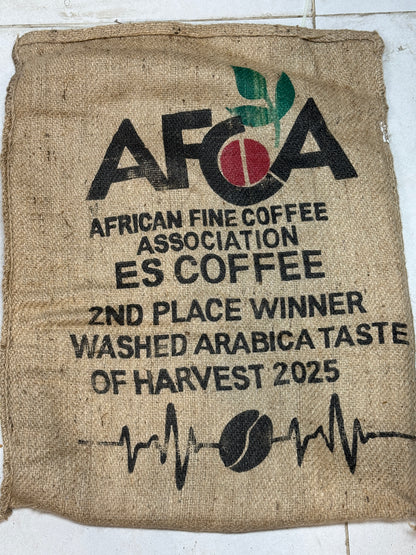 AFCA
AFRICAN FINE COFFEE
ASSOCIATION
ES COFFEE
2ND PLACE WINNER
WASHED ARABICA TASTE
OF HARVEST 2025